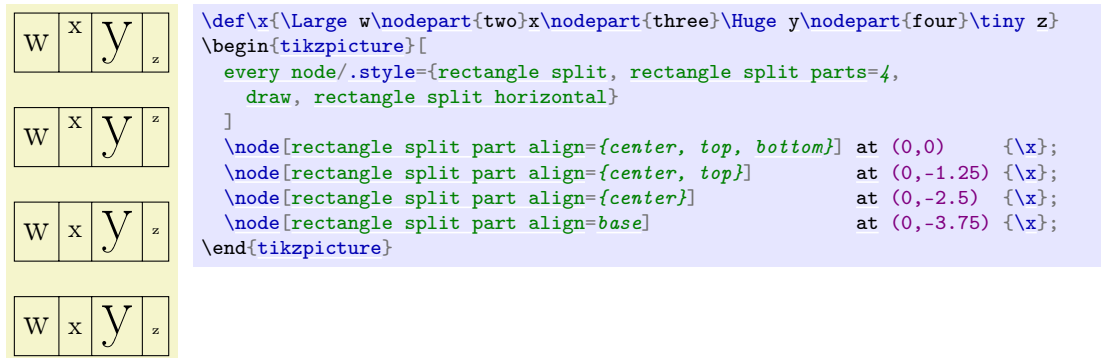 w x y z
w x y z
w x y z
w x y z
\def\x{\Large w\nodepart{two}x\nodepart{three}\Huge y\nodepart{four}\tiny z}
\begin{tikzpicture}[
  every node/.style={rectangle split, rectangle split parts=4,
    draw, rectangle split horizontal}
  ]
  \node[rectangle split part align={center, top, bottom}] at (0,0)     {\x};
  \node[rectangle split part align={center, top}]         at (0,-1.25) {\x};
  \node[rectangle split part align={center}]              at (0,-2.5)  {\x};
  \node[rectangle split part align=base]                  at (0,-3.75) {\x};
\end{tikzpicture}